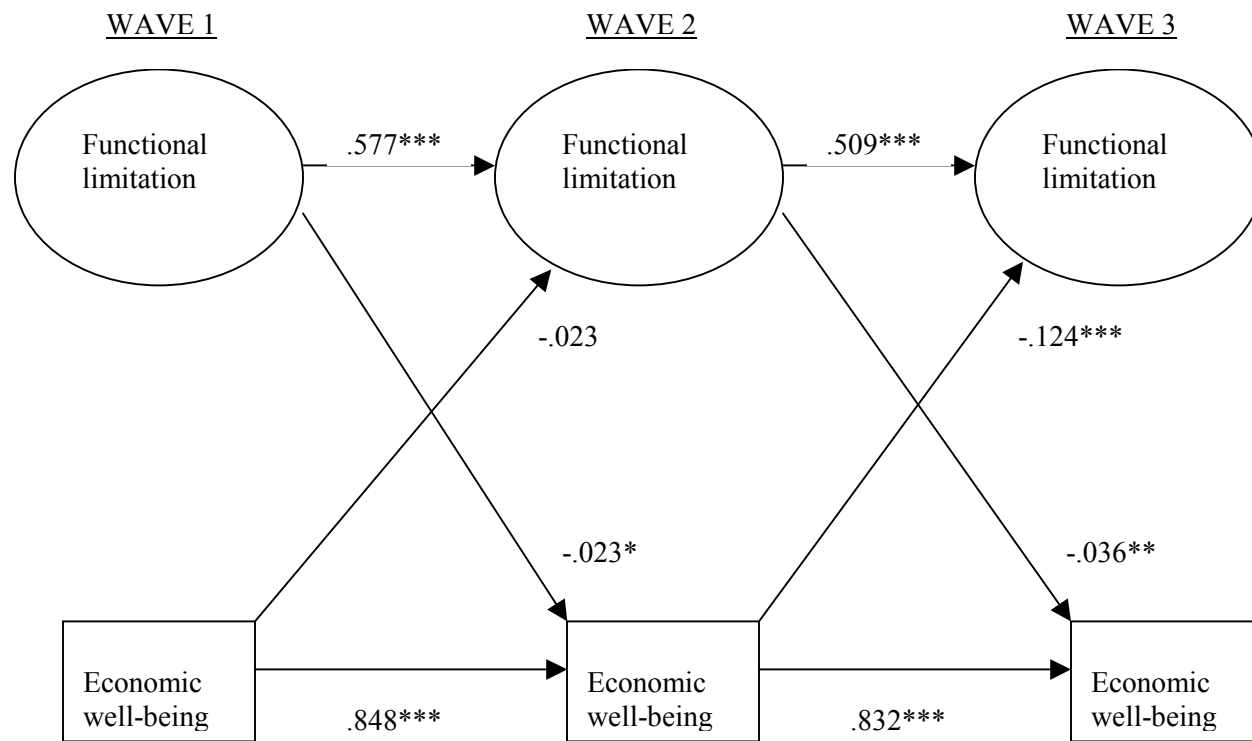 WAVE 1 WAVE 2 WAVE 3
Functional
limitation
.577***
Functional
limitation
.509***
Functional
limitation
-.023
-.124***
-.023*
-.036**
Economic
well-being
.848***
Economic
well-being
.832***
Economic
well-being